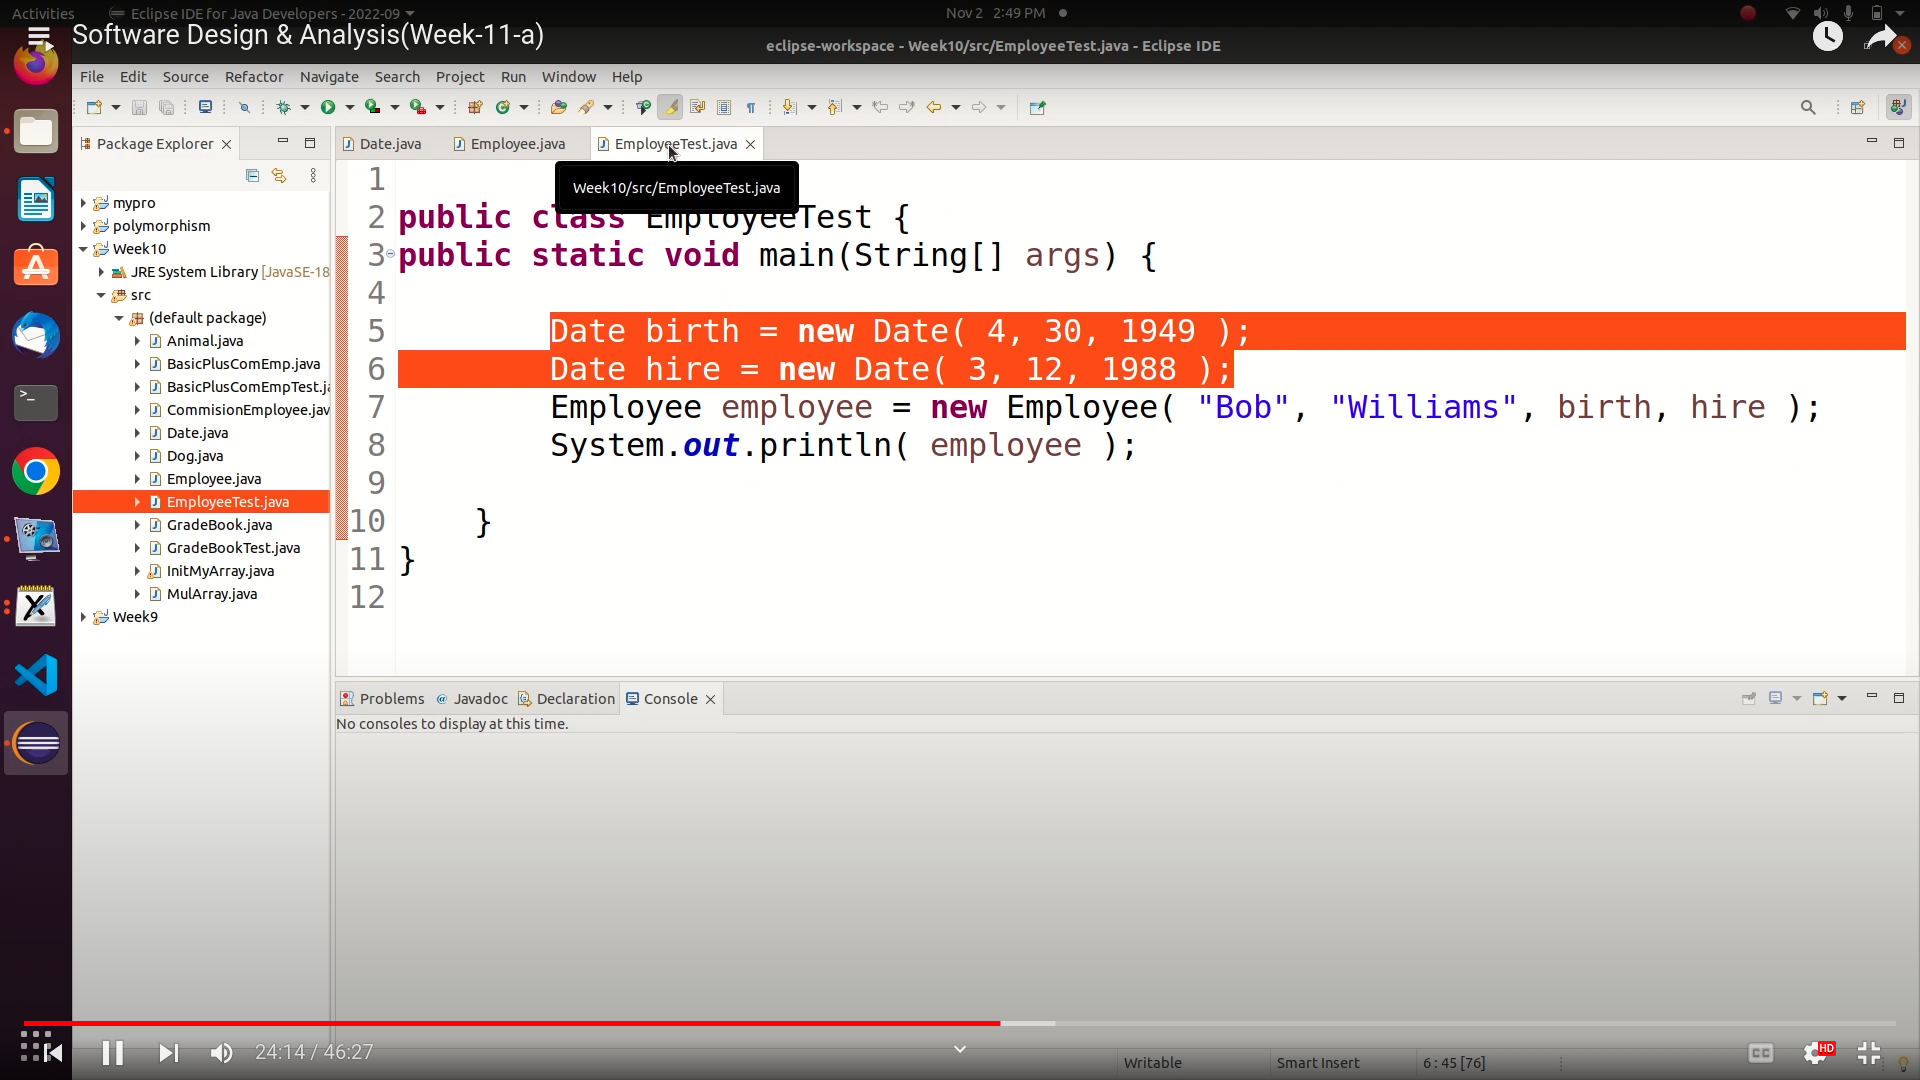 Activities
Eclipse IDE for Java Developers - 2022-09
Nov 2 2:49 PM
Software Design & Analysis(Week-11-a)
eclipse-workspace - Week10/src/EmployeeTest.java - Eclipse IDE
File Edit Source Refactor Navigate Search Project Run Window Help
Package Explorer
Date.java
Employee.java
EmployeeTest.java
Week10/src/EmployeeTest.java
mypro
polymorphism
Week10
JRE System Library [JavaSE-18
src
(default package)
Animal.java
BasicPlusComEmp.java
BasicPlusComEmpTest.ja
CommisionEmployee.jav
Date.java
Dog.java
Employee.java
EmployeeTest.java
GradeBook.java
GradeBookTest.java
InitMyArray.java
MulArray.java
Week9
1
2 public class EmployeeTest {
3 public static void main(String[] args) {
4
5 Date birth = new Date( 4, 30, 1949 );
6 Date hire = new Date( 3, 12, 1988 );
7 Employee employee = new Employee( "Bob", "Williams", birth, hire );
8 System.out.println( employee );
9
10 }
11 }
12
Problems @ Javadoc Declaration Console
No consoles to display at this time.
24:14 / 46:27
Writable
Smart Insert
6 : 45 [76]
CC
HD